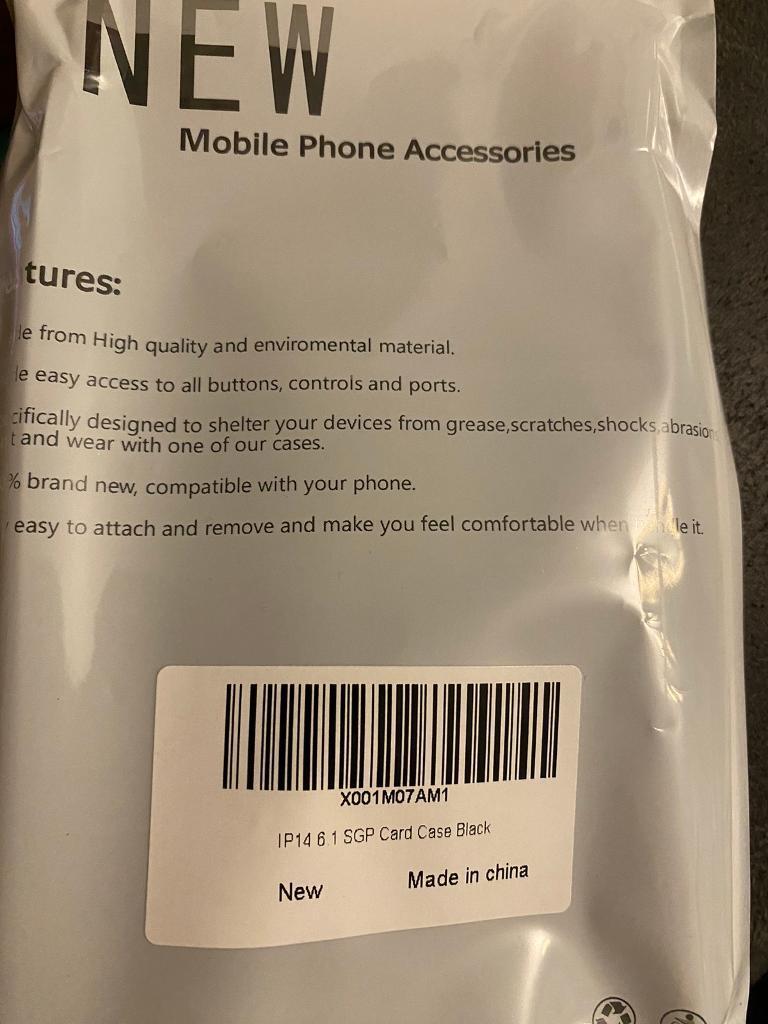 NEW
Mobile Phone Accessories
tures:
le from High quality and enviromental material.
le easy access to all buttons, controls and ports.
cifically designed to shelter your devices from grease,scratches,shocks,abrasion
t and wear with one of our cases.
% brand new, compatible with your phone.
easy to attach and remove and make you feel comfortable when handle it.
X001M07AM1
IP14 6.1 SGP Card Case Black
New Made in china